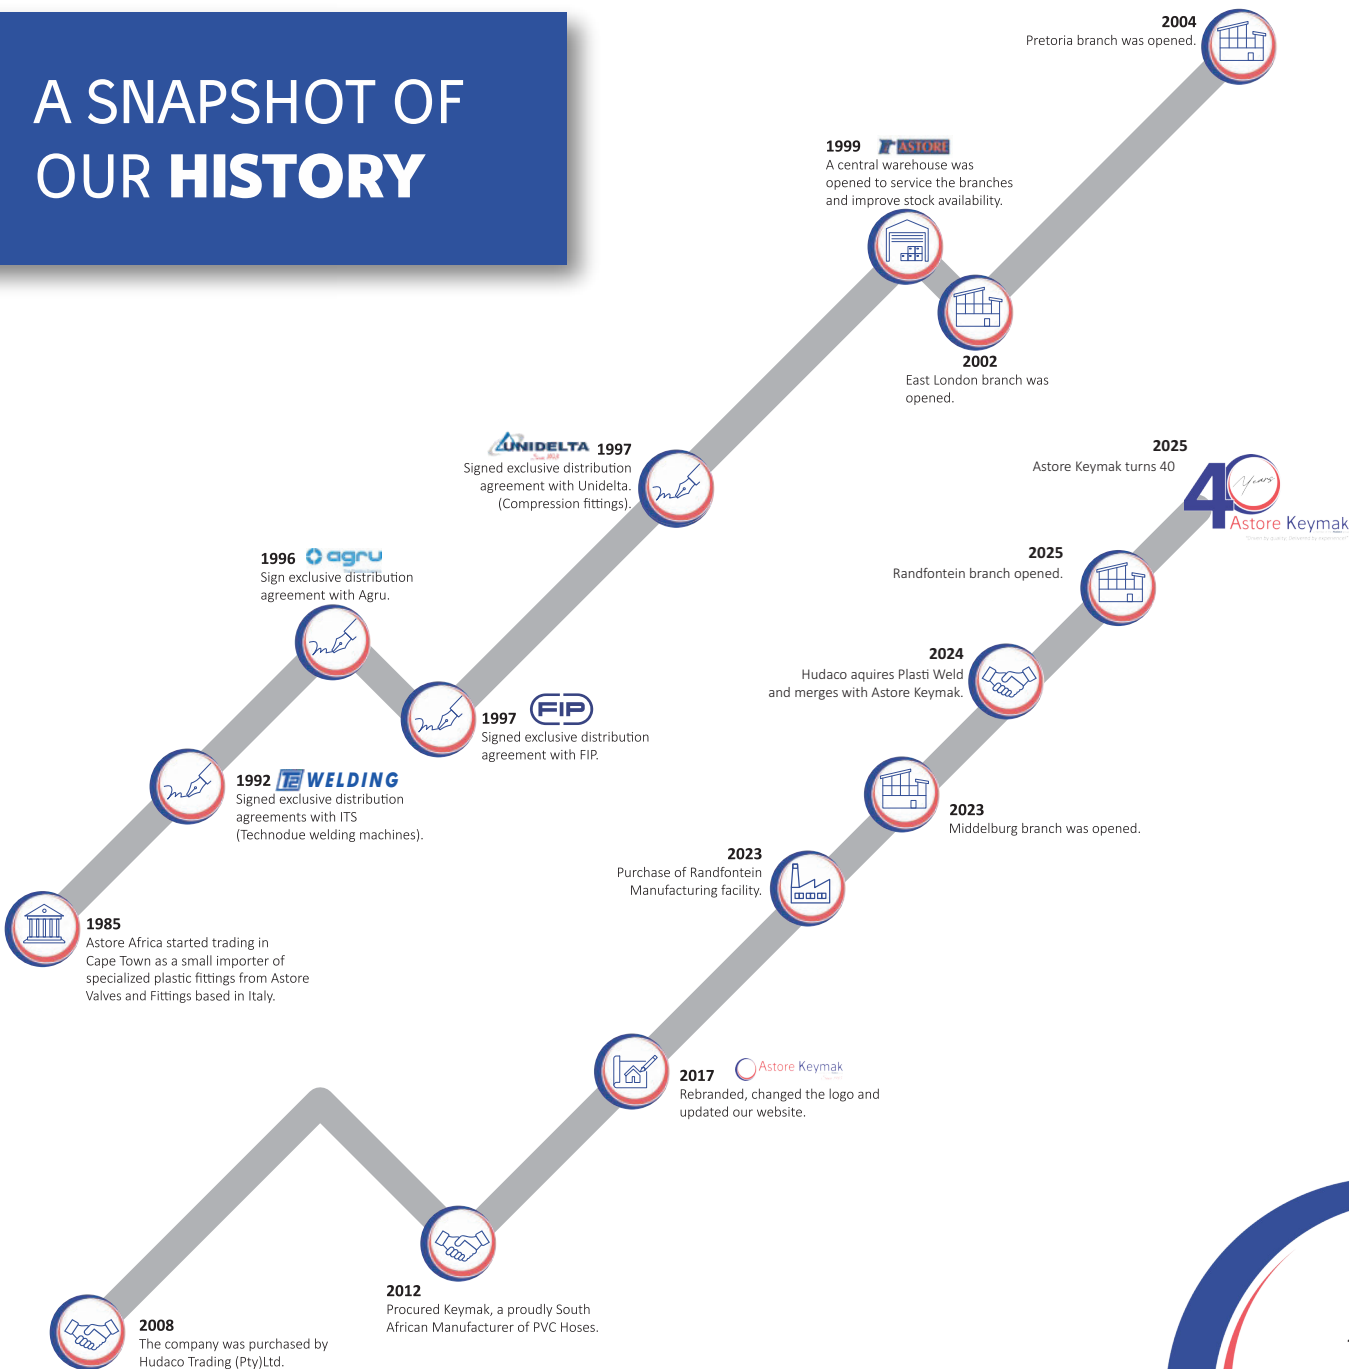 A SNAPSHOT OF
OUR HISTORY
2004
Pretoria branch was opened.
1999
ASTORE
A central warehouse was
opened to service the branches
and improve stock availability.
2002
East London branch was
opened.
UNIDELTA
1997
Signed exclusive distribution
agreement with Unidelta.
(Compression fittings).
1996
agru
Sign exclusive distribution
agreement with Agru.
1997
FIP
Signed exclusive distribution
agreement with FIP.
1992
WELDING
Signed exclusive distribution
agreements with ITS
(Technodue welding machines).
1985
Astore Africa started trading in
Cape Town as a small importer of
specialized plastic fittings from Astore
Valves and Fittings based in Italy.
2025
Astore Keymak turns 40
40
Years
Astore Keymak
2025
Randfontein branch opened.
2024
Hudaco aquires Plasti Weld
and merges with Astore Keymak.
2023
Middelburg branch was opened.
2023
Purchase of Randfontein
Manufacturing facility.
2017
Astore Keymak
Rebranded, changed the logo and
updated our website.
2012
Procured Keymak, a proudly South
African Manufacturer of PVC Hoses.
2008
The company was purchased by
Hudaco Trading (Pty)Ltd.